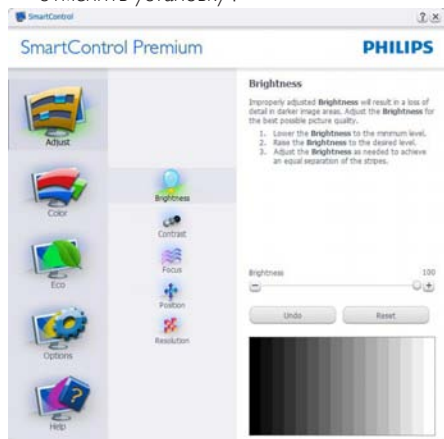 SmartControl
SmartControl Premium
PHILIPS
Adjust
Color
Eco
Options
Help
Brightness
Contrast
Focus
Position
Resolution
Brightness
Improperly adjusted Brightness will result in a loss of
detail in darker image areas. Adjust the Brightness for
the best possible picture quality.
1. Lower the Brightness to the minimum level.
2. Raise the Brightness to the desired level.
3. Adjust the Brightness as needed to achieve
an equal separation of the stripes.
Brightness 100
Undo Reset